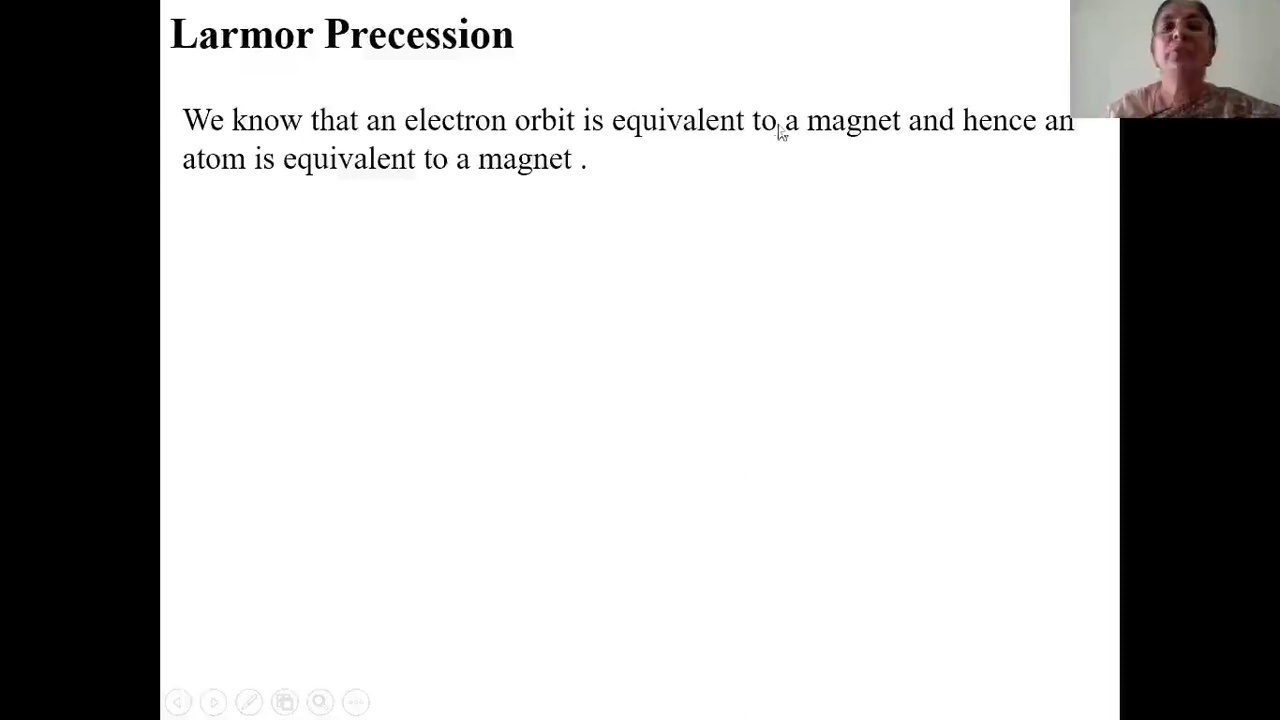 Larmor Precession
We know that an electron orbit is equivalent to a magnet and hence an
atom is equivalent to a magnet .